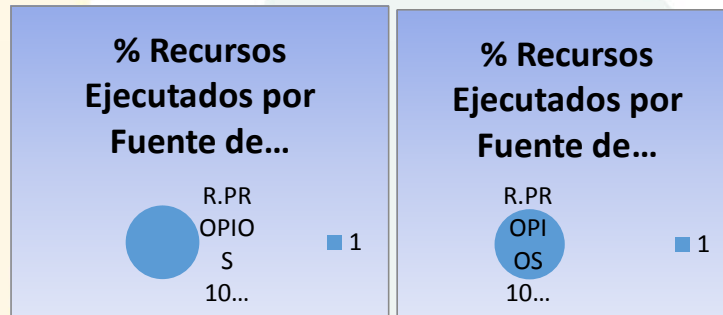 % Recursos
Ejecutados por
Fuente de...
R.PR
OPIO
S
10...
1
% Recursos
Ejecutados por
Fuente de...
R.PR
OPI
OS
10...
1